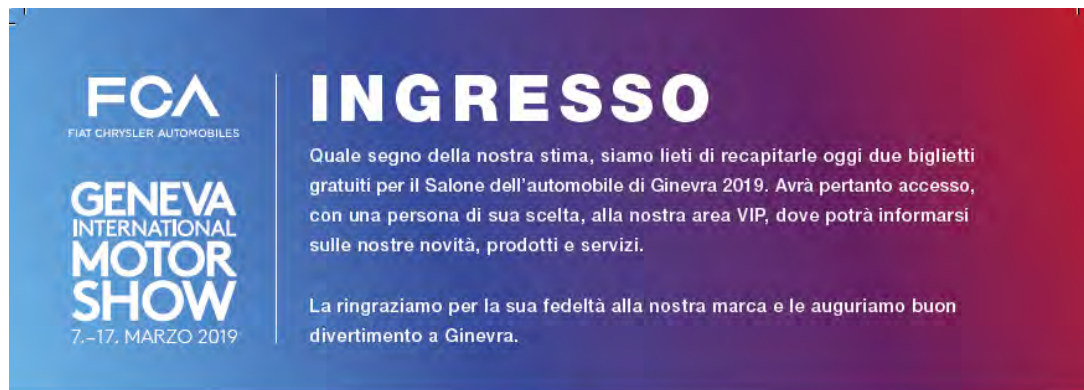 FCA
FIAT CHRYSLER AUTOMOBILES
GENEVA
INTERNATIONAL
MOTOR
SHOW
7.–17. MARZO 2019
INGRESSO
Quale segno della nostra stima, siamo lieti di recapitarle oggi due biglietti
gratuiti per il Salone dell'automobile di Ginevra 2019. Avrà pertanto accesso,
con una persona di sua scelta, alla nostra area VIP, dove potrà informarsi
sulle nostre novità, prodotti e servizi.
La ringraziamo per la sua fedeltà alla nostra marca e le auguriamo buon
divertimento a Ginevra.